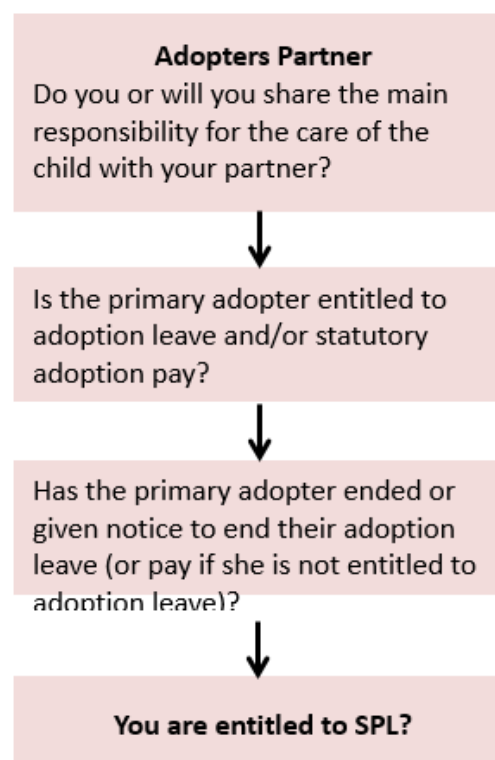 Adopters Partner
Do you or will you share the main
responsibility for the care of the
child with your partner?
Is the primary adopter entitled to
adoption leave and/or statutory
adoption pay?
Has the primary adopter ended or
given notice to end their adoption
leave (or pay if she is not entitled to
adoption leave)?
You are entitled to SPL?